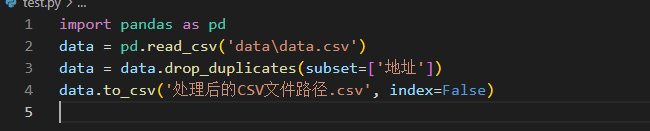 test.py > ...
1 import pandas as pd
2 data = pd.read_csv('data\data.csv')
3 data = data.drop_duplicates(subset=['地址'])
4 data.to_csv('处理后的CSV文件路径.csv', index=False)
5